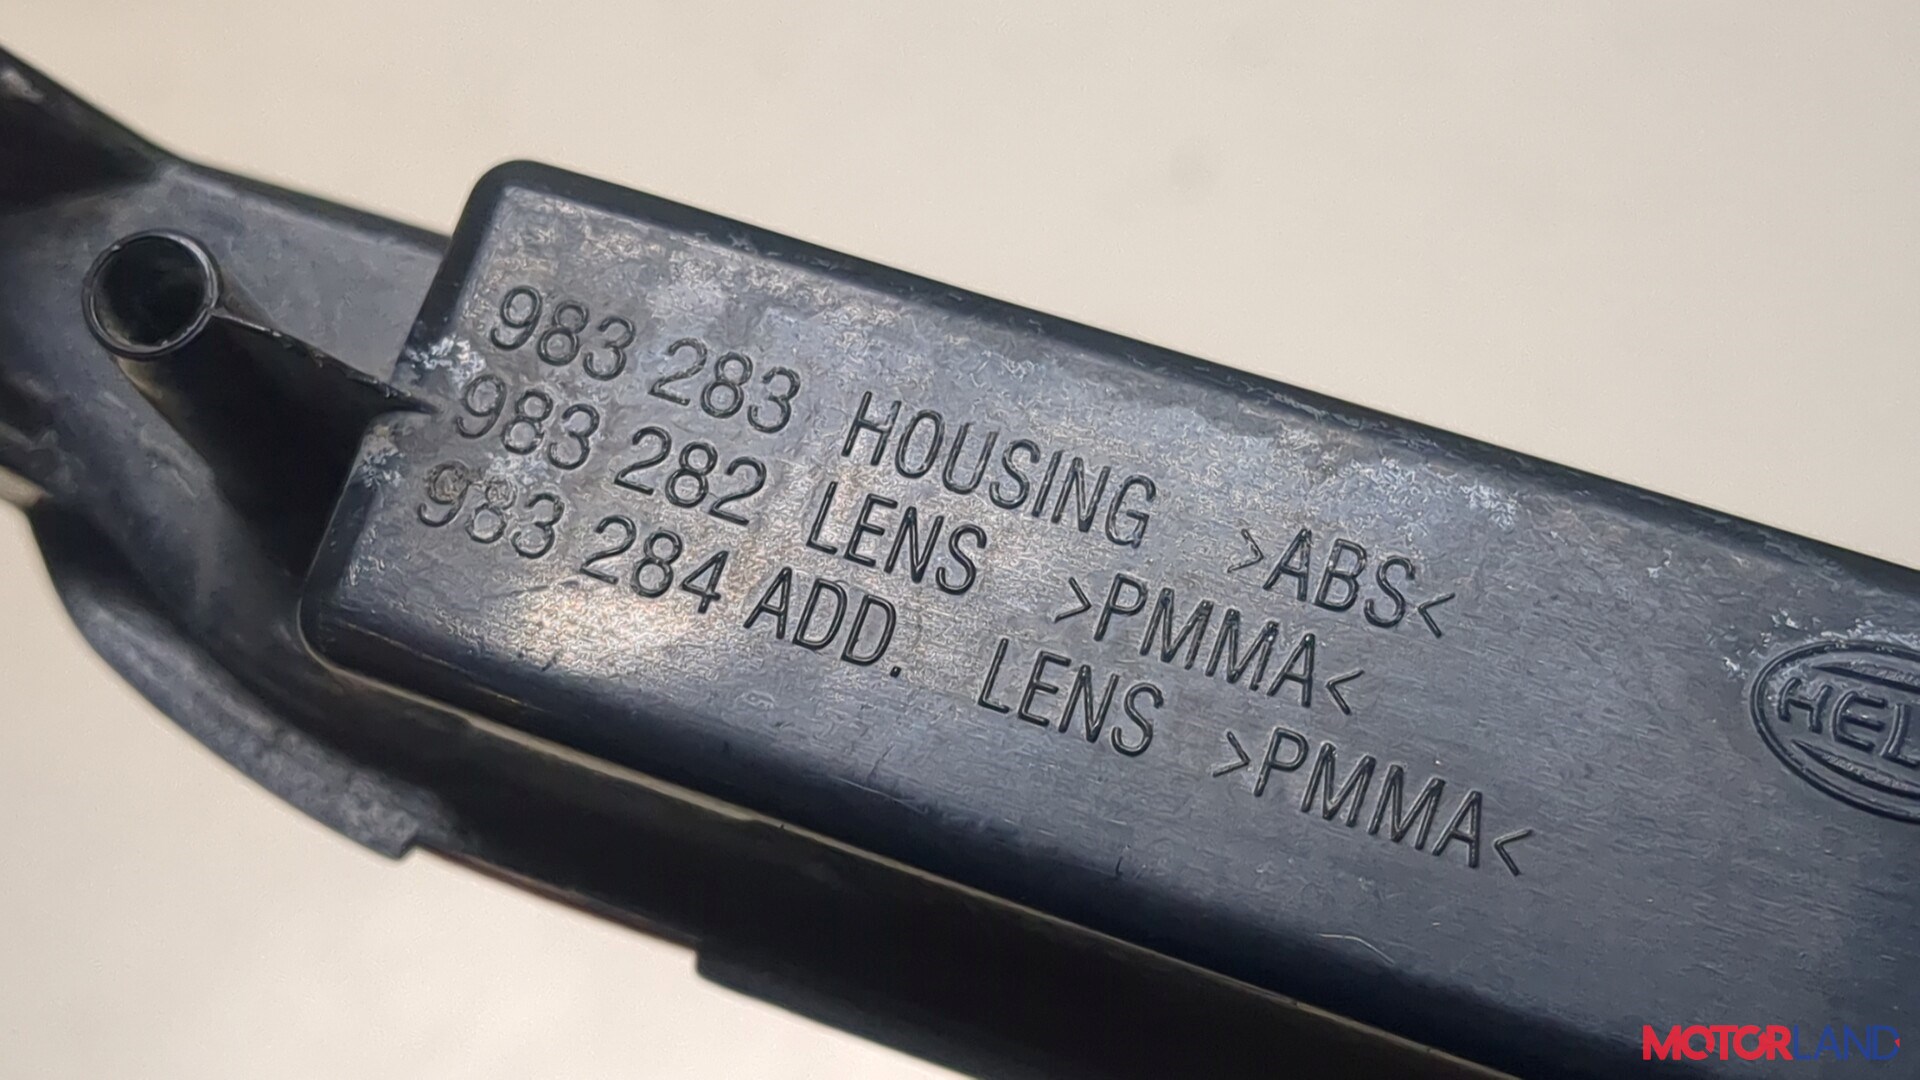 983 283 HOUSING >ABS<
983 282 LENS >PMMA<
983 284 ADD. LENS >PMMA<
MOTORLAND